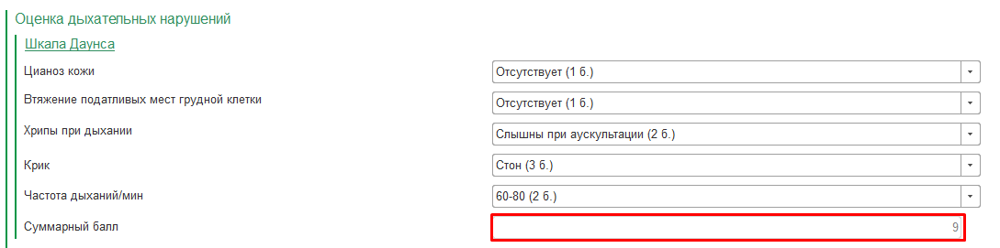 Оценка дыхательных нарушений
Шкала Даунса
Цианоз кожи Отсутствует (1 б.)
Втяжение податливых мест грудной клетки Отсутствует (1 б.)
Хрипы при дыхании Слышны при аускультации (2 б.)
Крик Стон (3 б.)
Частота дыханий/мин 60-80 (2 б.)
Суммарный балл 9